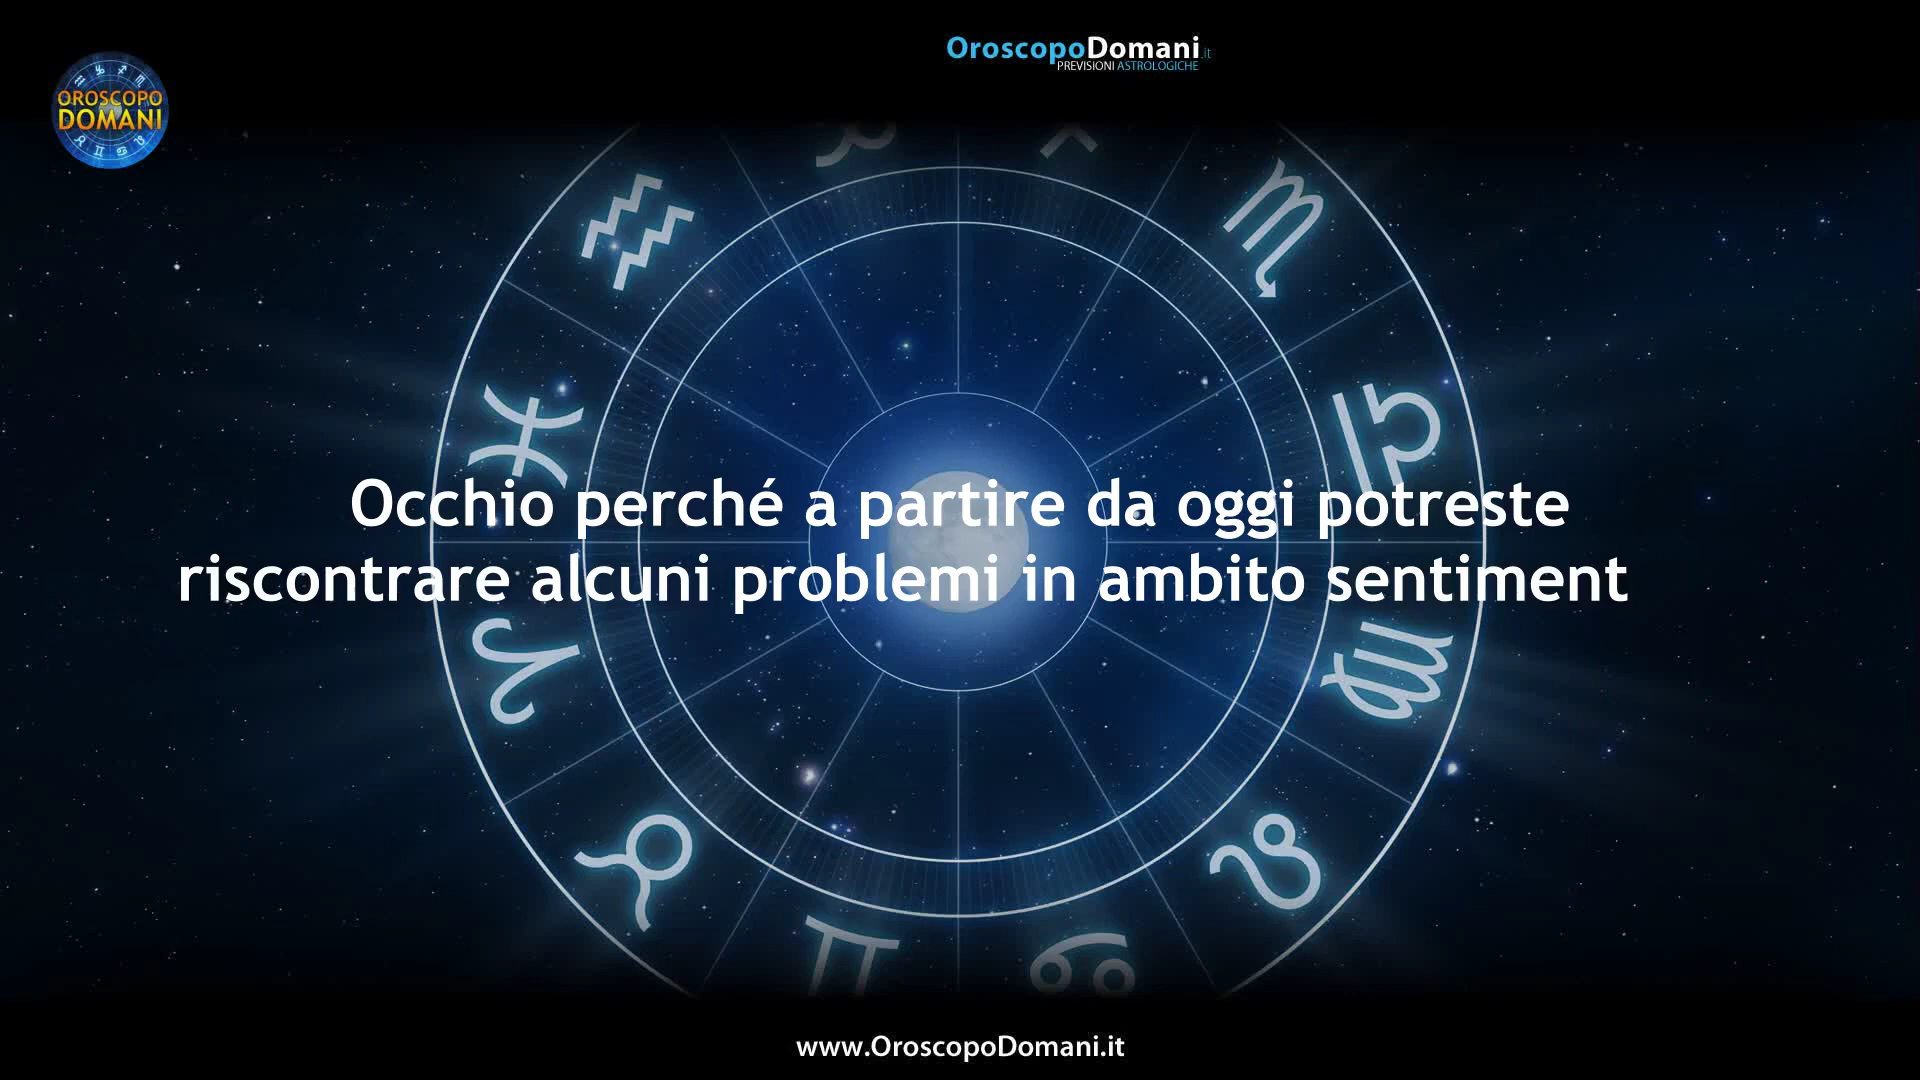 OroscopoDomani.it
PREVISIONI ASTROLOGICHE
OROSCOPO
DOMANI
Occhio perché a partire da oggi potreste
riscontrare alcuni problemi in ambito sentiment
www.OroscopoDomani.it